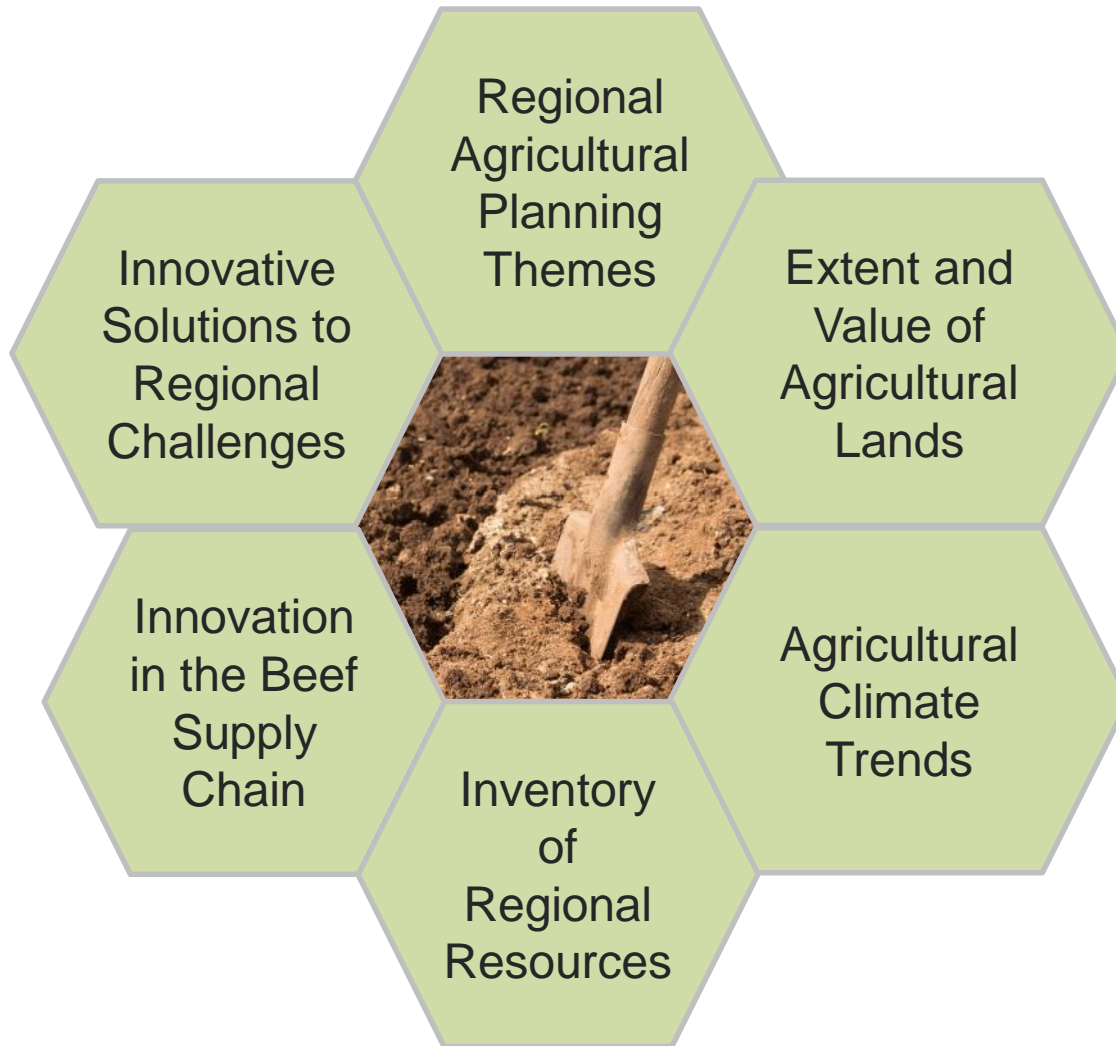 Regional
Agricultural
Planning
Themes
Innovative
Solutions to
Regional
Challenges
Extent and
Value of
Agricultural
Lands
Innovation
in the Beef
Supply
Chain
Agricultural
Climate
Trends
Inventory
of
Regional
Resources